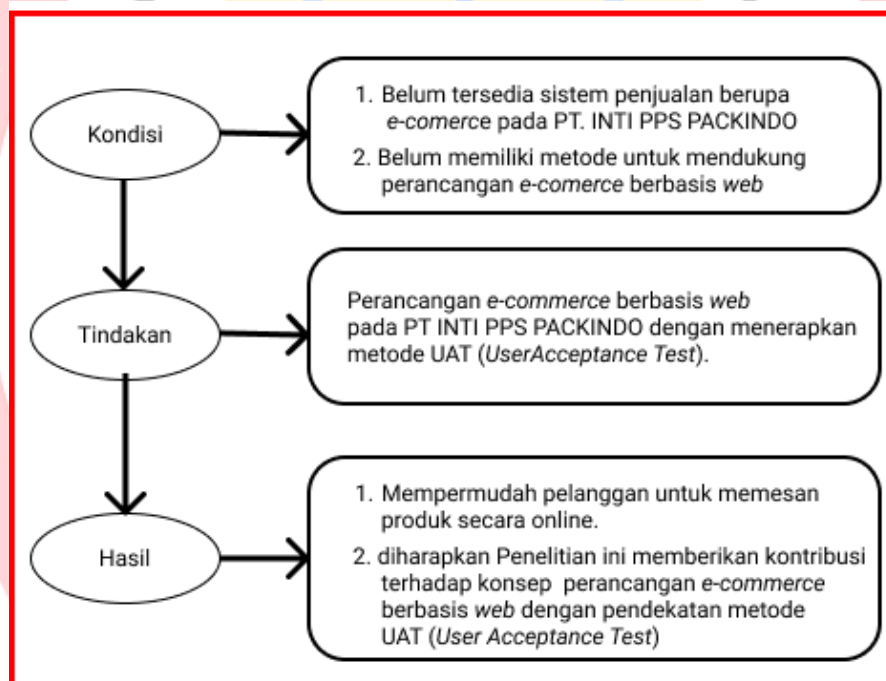 Kondisi
1. Belum tersedia sistem penjualan berupa
e-comerce pada PT. INTI PPS PACKINDO
2. Belum memiliki metode untuk mendukung
perancangan e-comerce berbasis web
Tindakan
Perancangan e-commerce berbasis web
pada PT INTI PPS PACKINDO dengan menerapkan
metode UAT (UserAcceptance Test).
Hasil
1. Mempermudah pelanggan untuk memesan
produk secara online.
2. diharapkan Penelitian ini memberikan kontribusi
terhadap konsep perancangan e-commerce
berbasis web dengan pendekatan metode
UAT (User Acceptance Test)